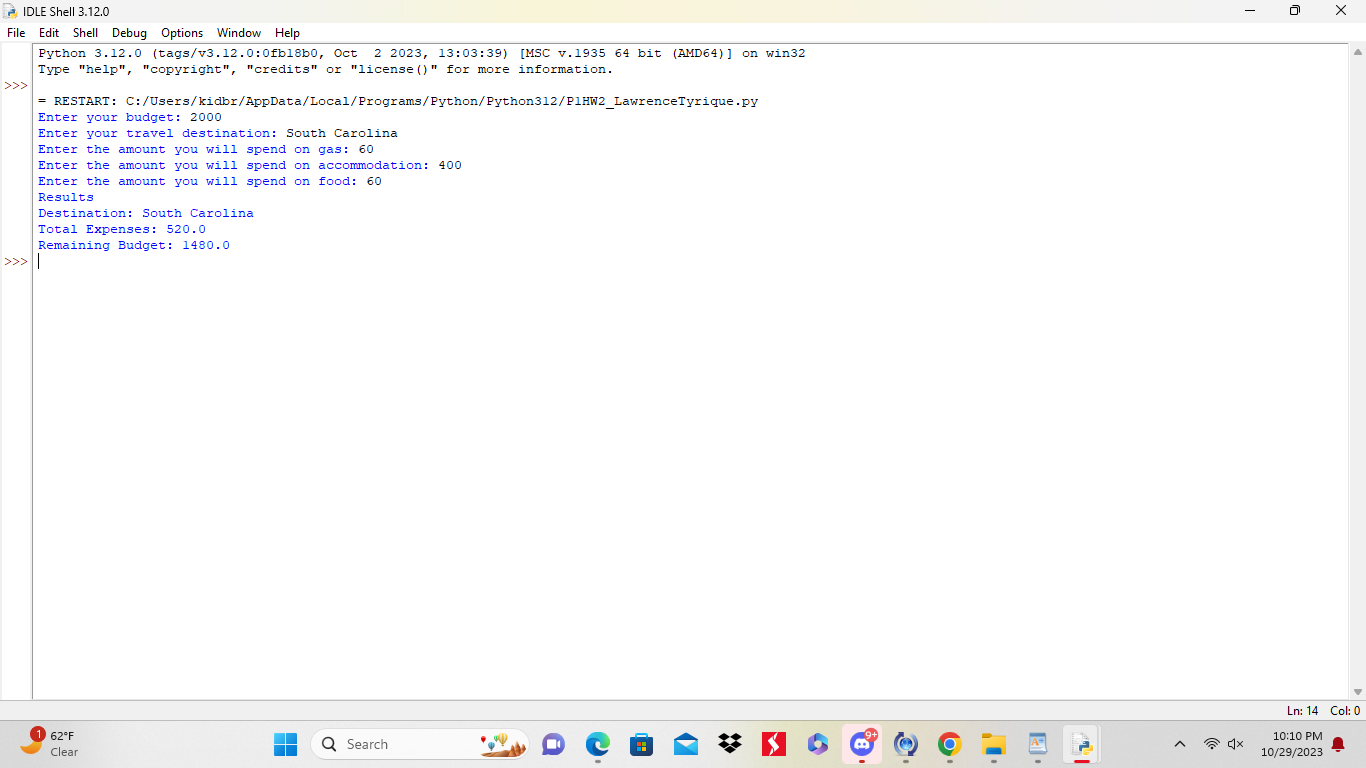 IDLE Shell 3.12.0
File Edit Shell Debug Options Window Help
Python 3.12.0 (tags/v3.12.0:0fb18b0, Oct  2 2023, 13:03:39) [MSC v.1935 64 bit (AMD64)] on win32
Type "help", "copyright", "credits" or "license()" for more information.
>>>
= RESTART: C:/Users/kidbr/AppData/Local/Programs/Python/Python312/P1HW2_LawrenceTyrique.py
Enter your budget: 2000
Enter your travel destination: South Carolina
Enter the amount you will spend on gas: 60
Enter the amount you will spend on accommodation: 400
Enter the amount you will spend on food: 60
Results
Destination: South Carolina
Total Expenses: 520.0
Remaining Budget: 1480.0
>>>
Ln: 14 Col: 0
1
62°F
Clear
Search
9+
10:10 PM
10/29/2023